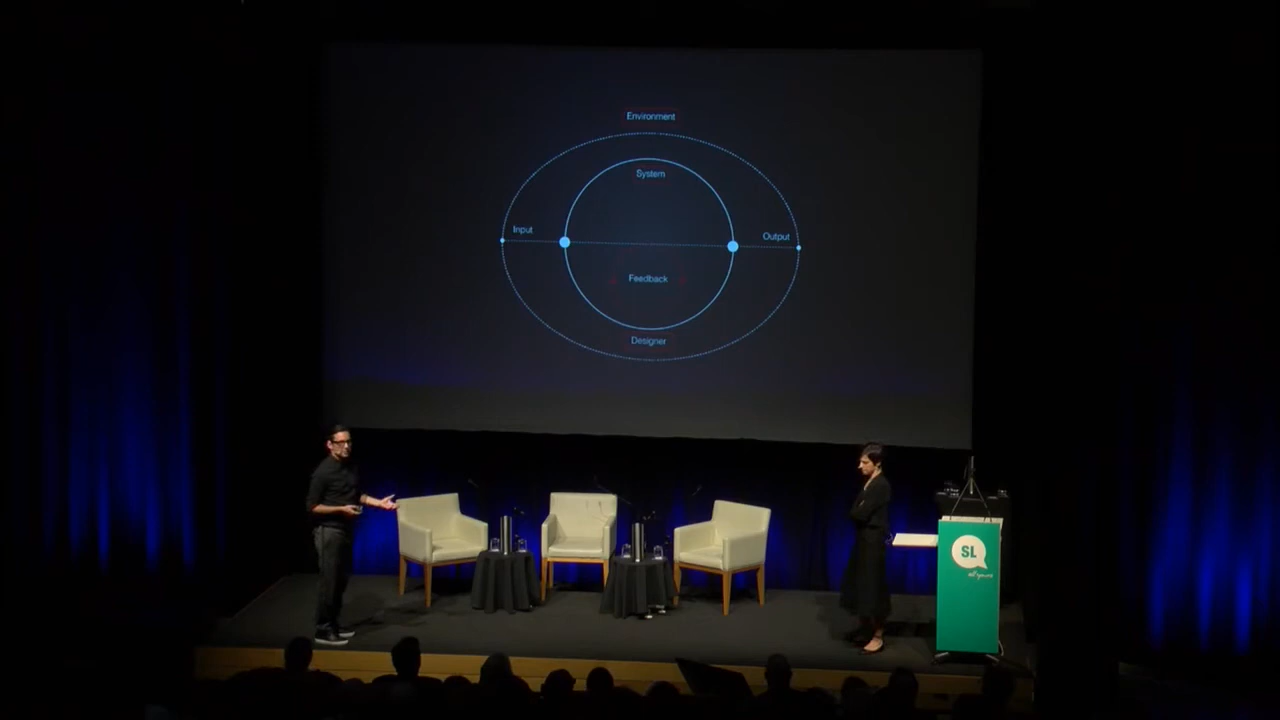 Environment
System
Input
Output
Feedback
Designer
SL